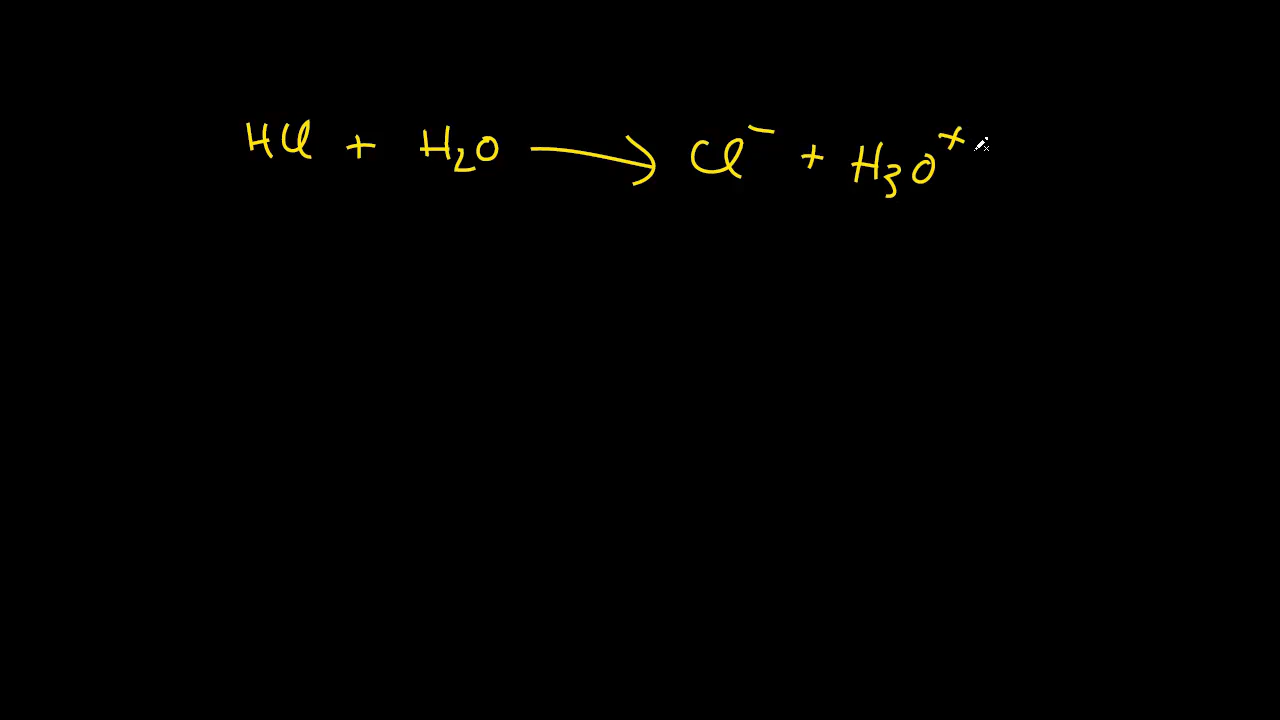 HCl + H₂O ⟶ Cl⁻ + H₃O⁺